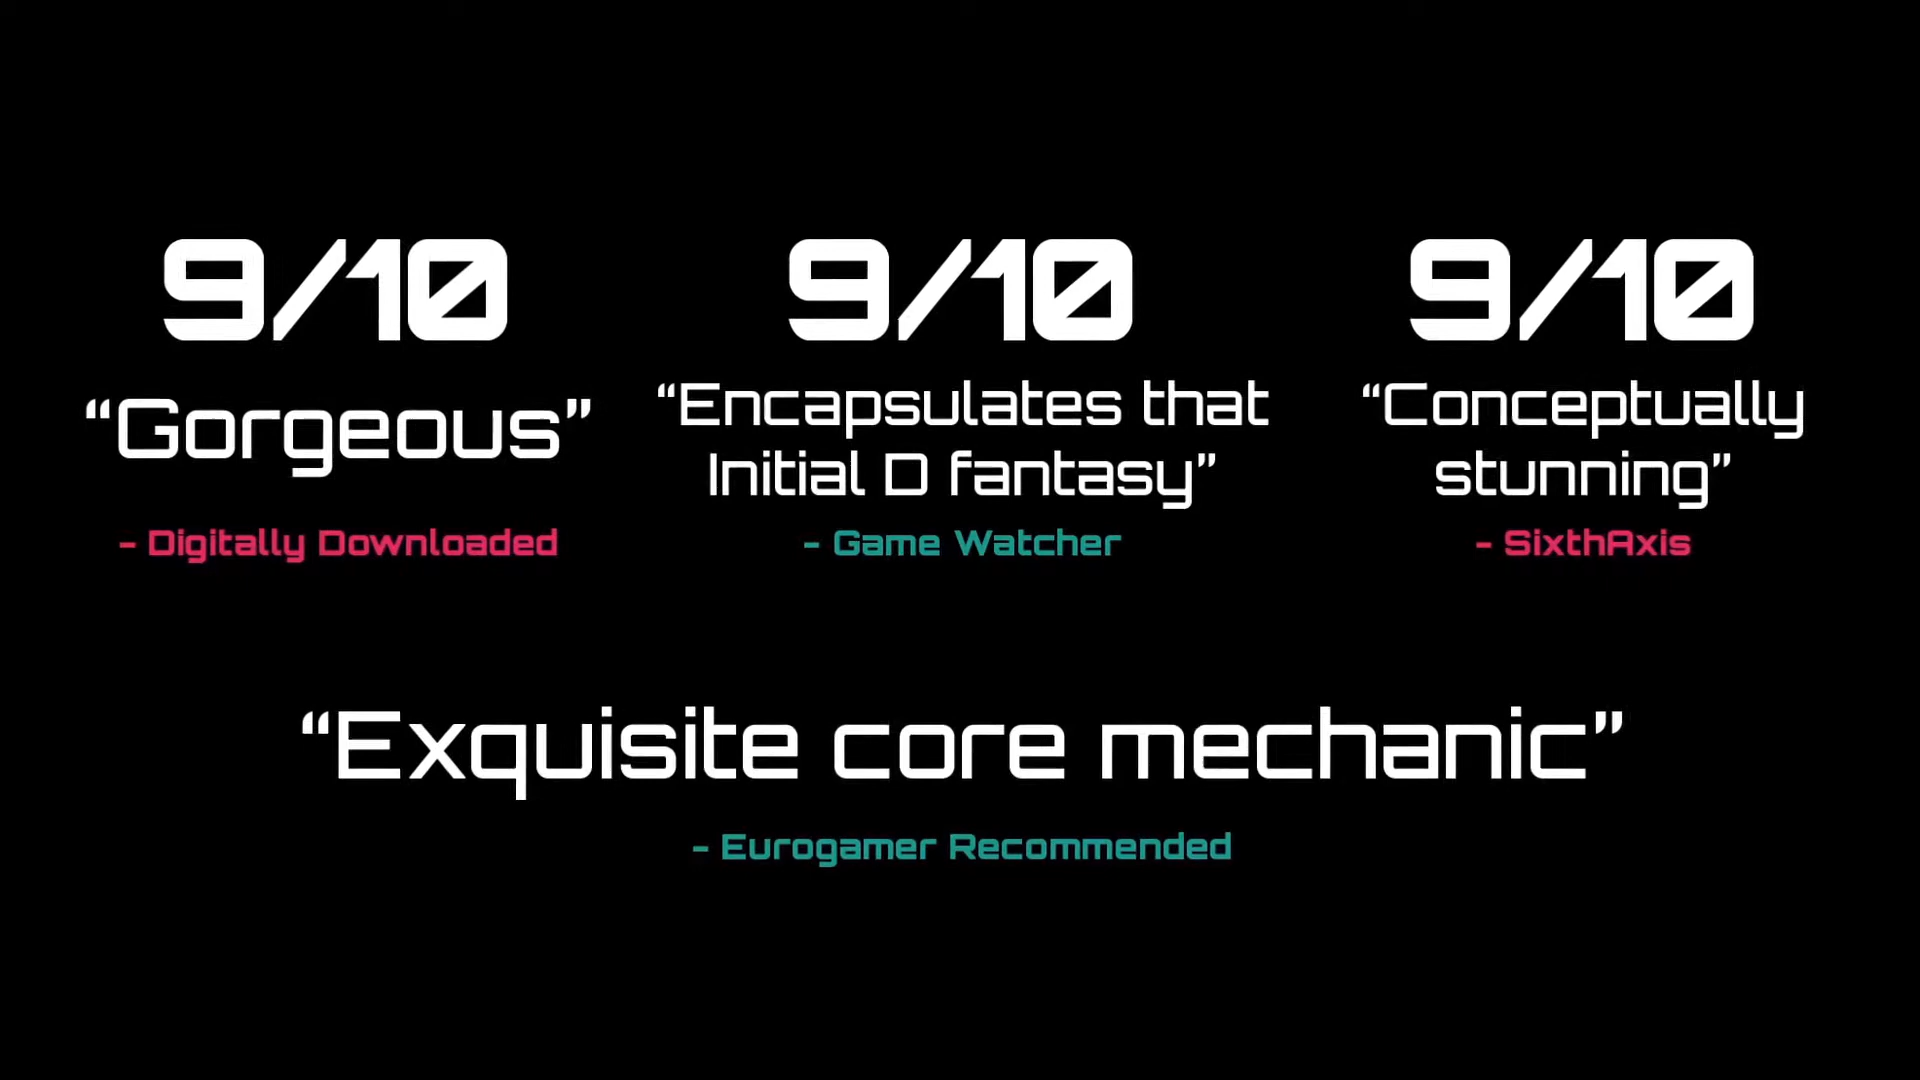 9/10
“Gorgeous”
- Digitally Downloaded
9/10
“Encapsulates that
Initial D fantasy”
- Game Watcher
9/10
“Conceptually
stunning”
- SixthAxis
“Exquisite core mechanic”
- Eurogamer Recommended